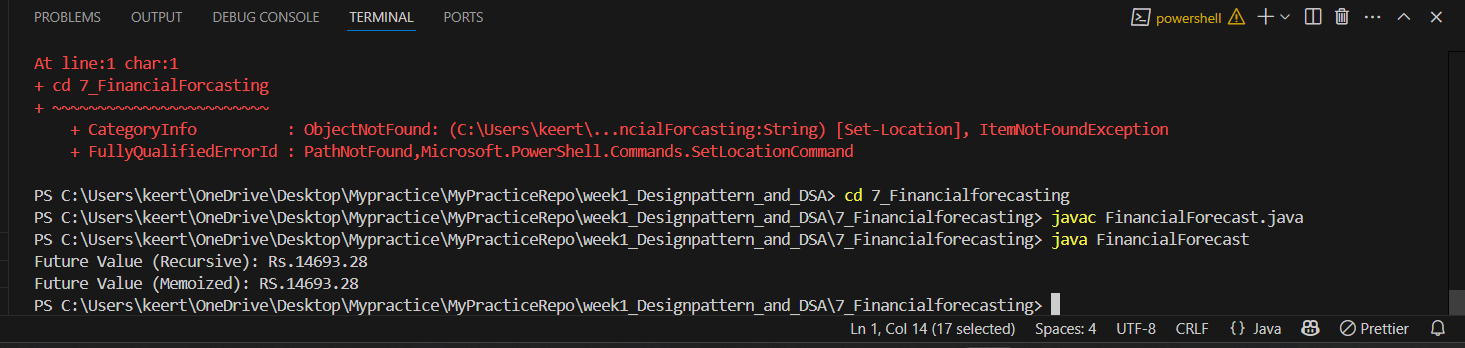 PROBLEMS OUTPUT DEBUG CONSOLE TERMINAL PORTS powershell
At line:1 char:1
+ cd 7_FinancialForcasting
+ ~~~~~~~~~~~~~~~~~~~~~~~~
+ CategoryInfo : ObjectNotFound: (C:\Users\keert\...ncialForcasting:String) [Set-Location], ItemNotFoundException
+ FullyQualifiedErrorId : PathNotFound,Microsoft.PowerShell.Commands.SetLocationCommand
PS C:\Users\keert\OneDrive\Desktop\Mypractice\MyPracticeRepo\week1_Designpattern_and_DSA> cd 7_Financialforecasting
PS C:\Users\keert\OneDrive\Desktop\Mypractice\MyPracticeRepo\week1_Designpattern_and_DSA\7_Financialforecasting> javac FinancialForecast.java
PS C:\Users\keert\OneDrive\Desktop\Mypractice\MyPracticeRepo\week1_Designpattern_and_DSA\7_Financialforecasting> java FinancialForecast
Future Value (Recursive): Rs.14693.28
Future Value (Memoized): RS.14693.28
PS C:\Users\keert\OneDrive\Desktop\Mypractice\MyPracticeRepo\week1_Designpattern_and_DSA\7_Financialforecasting>
Ln 1, Col 14 (17 selected) Spaces: 4 UTF-8 CRLF {} Java Prettier